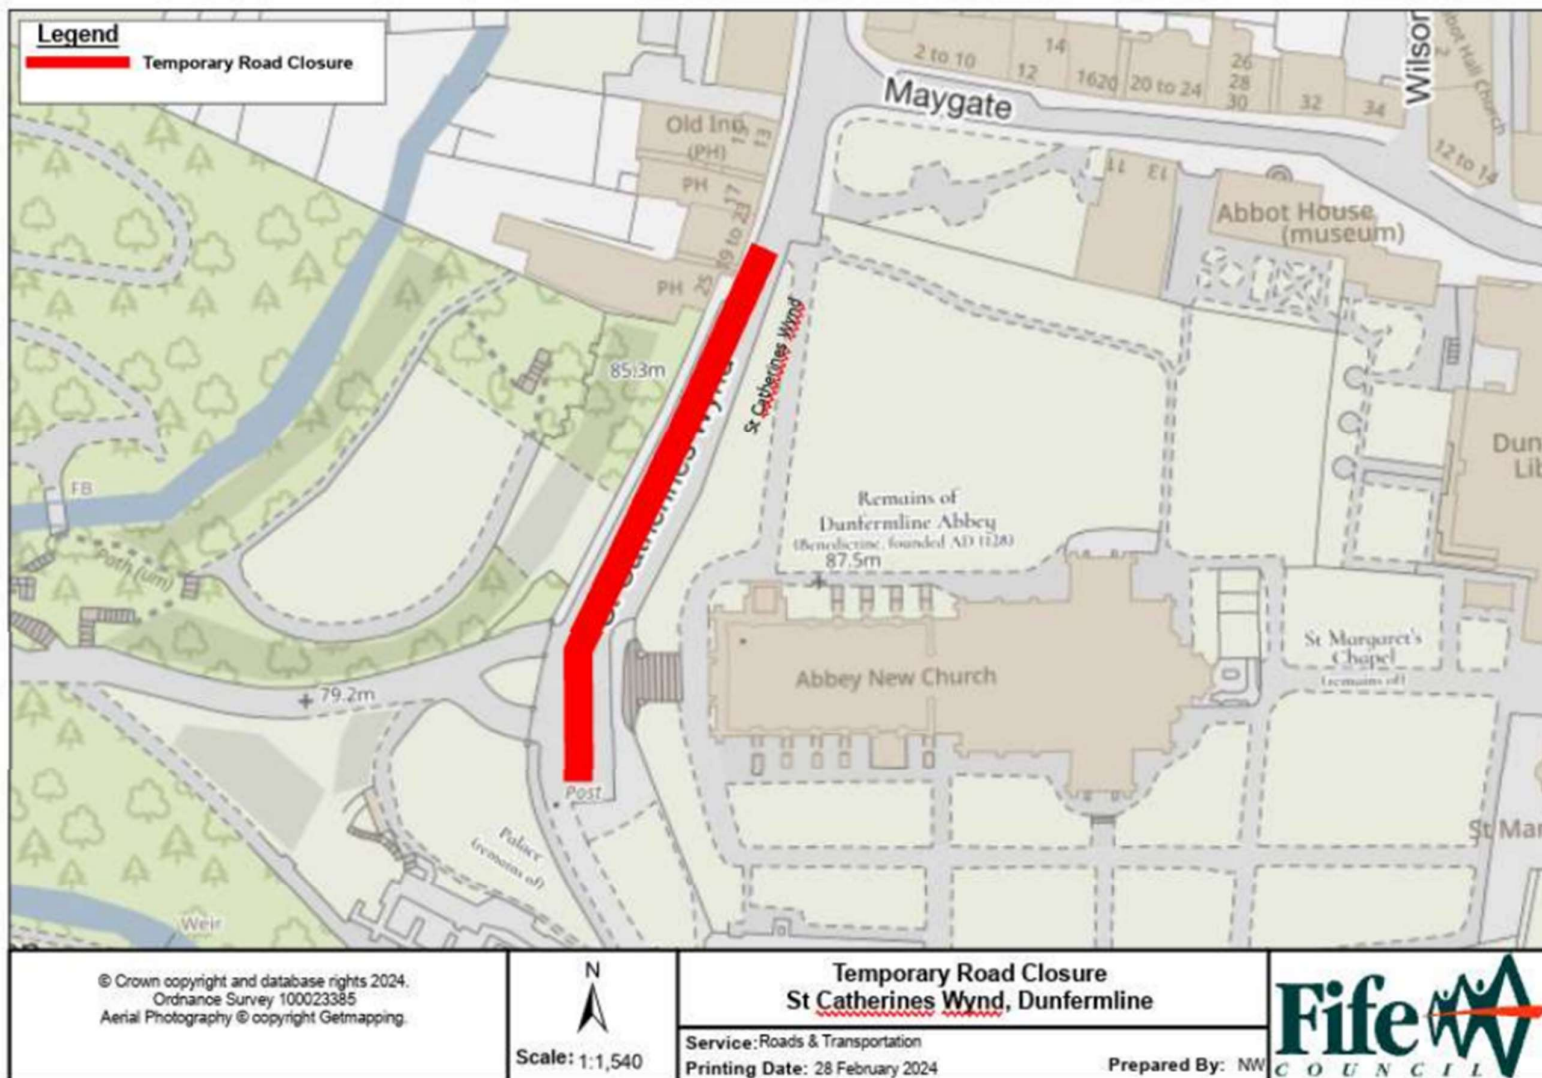 Legend
Temporary Road Closure
2 to 10
14
12
1620
20 to 24
26
28
30
32
34
Wilson
2
bot Hall Church
12 to 14
Maygate
Old Inn
(PH)
15
13
PH
17
19 to 23
PH
25
11
13
Abbot House
(museum)
St Catherines Wynd
85.3m
FB
Path (um)
Remains of
Dunfermline Abbey
(Benedictine, founded AD 1128)
87.5m
Dun
Lib
Abbey New Church
St Margaret's
Chapel
(remains of)
79.2m
Post
Palace
(remains of)
St Mar
Weir
© Crown copyright and database rights 2024.
Ordnance Survey 100023385
Aerial Photography © copyright Getmapping.
N
Scale: 1:1,540
Temporary Road Closure
St Catherines Wynd, Dunfermline
Service: Roads & Transportation
Printing Date: 28 February 2024
Prepared By: NW
Fife
COUNCIL